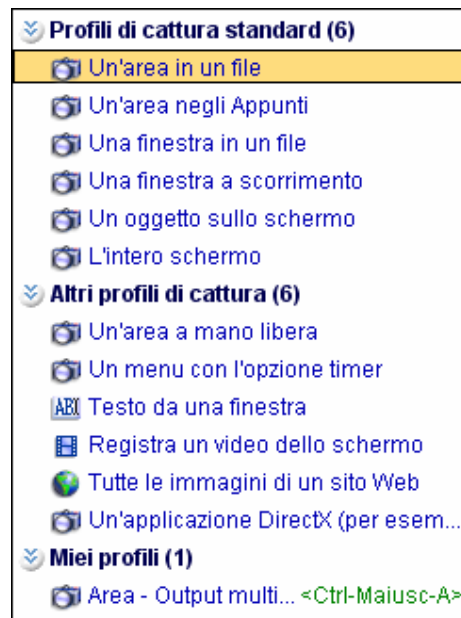 Profili di cattura standard (6)
Un'area in un file
Un'area negli Appunti
Una finestra in un file
Una finestra a scorrimento
Un oggetto sullo schermo
L'intero schermo
Altri profili di cattura (6)
Un'area a mano libera
Un menu con l'opzione timer
Testo da una finestra
Registra un video dello schermo
Tutte le immagini di un sito Web
Un'applicazione DirectX (per esem...
Miei profili (1)
Area - Output multi... <Ctrl-Maiusc-A>